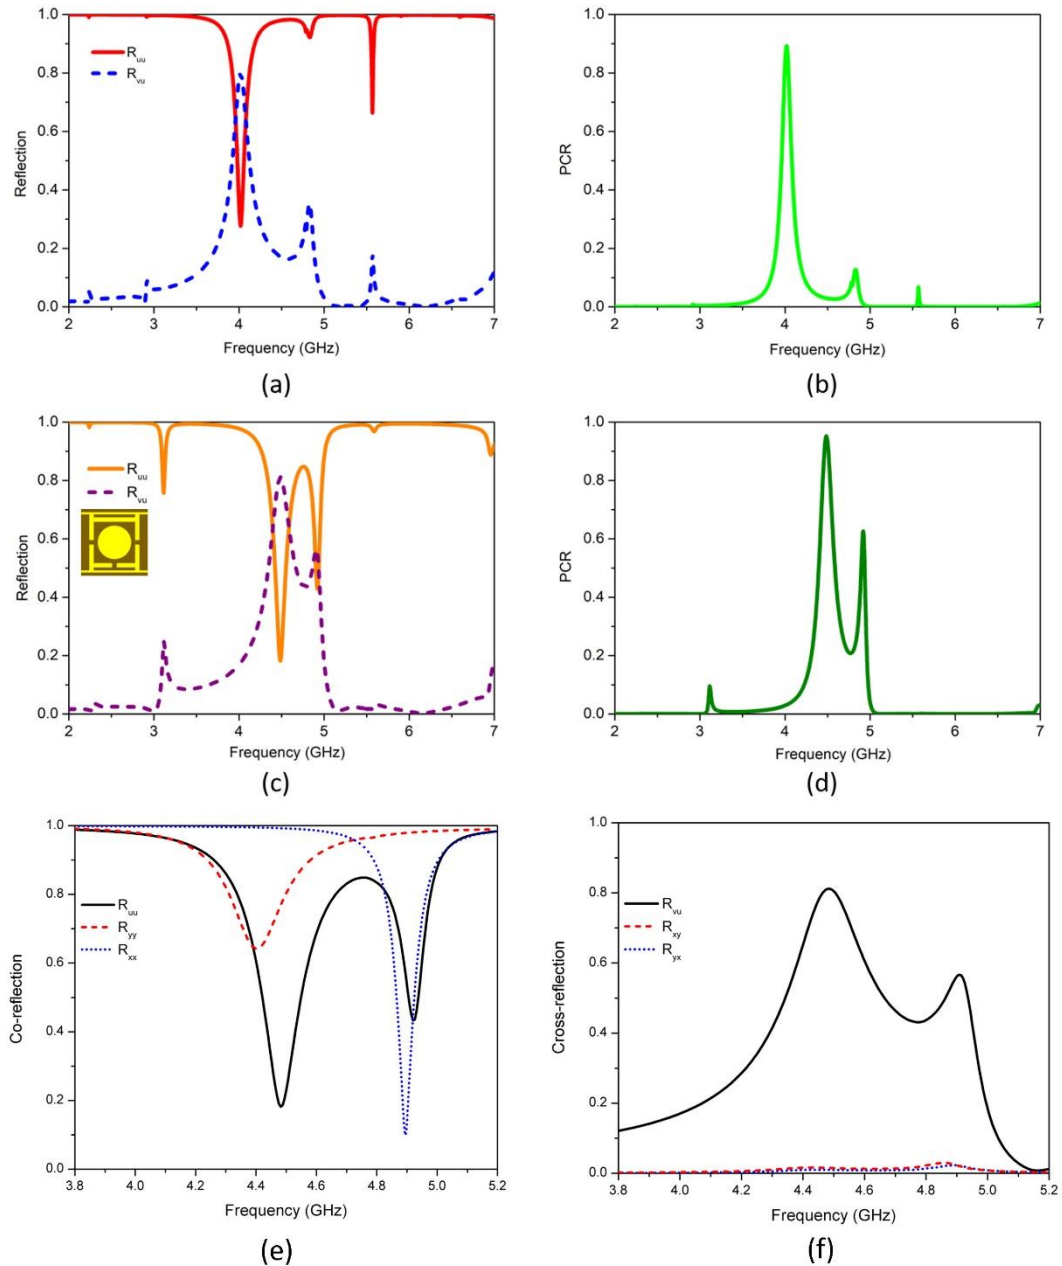 1.0
0.8
0.6
0.4
0.2
0.0
Reflection
R_uu
R_vu
2 3 4 5 6 7
Frequency (GHz)
(a)
1.0
0.8
0.6
0.4
0.2
0.0
PCR
2 3 4 5 6 7
Frequency (GHz)
(b)
1.0
0.8
0.6
0.4
0.2
0.0
Reflection
R_uu
R_vu
2 3 4 5 6 7
Frequency (GHz)
(c)
1.0
0.8
0.6
0.4
0.2
0.0
PCR
2 3 4 5 6 7
Frequency (GHz)
(d)
1.0
0.8
0.6
0.4
0.2
0.0
Co-reflection
R_uu
R_yy
R_xx
3.8 4.0 4.2 4.4 4.6 4.8 5.0 5.2
Frequency (GHz)
(e)
1.0
0.8
0.6
0.4
0.2
0.0
Cross-reflection
R_vu
R_xy
R_yx
3.8 4.0 4.2 4.4 4.6 4.8 5.0 5.2
Frequency (GHz)
(f)